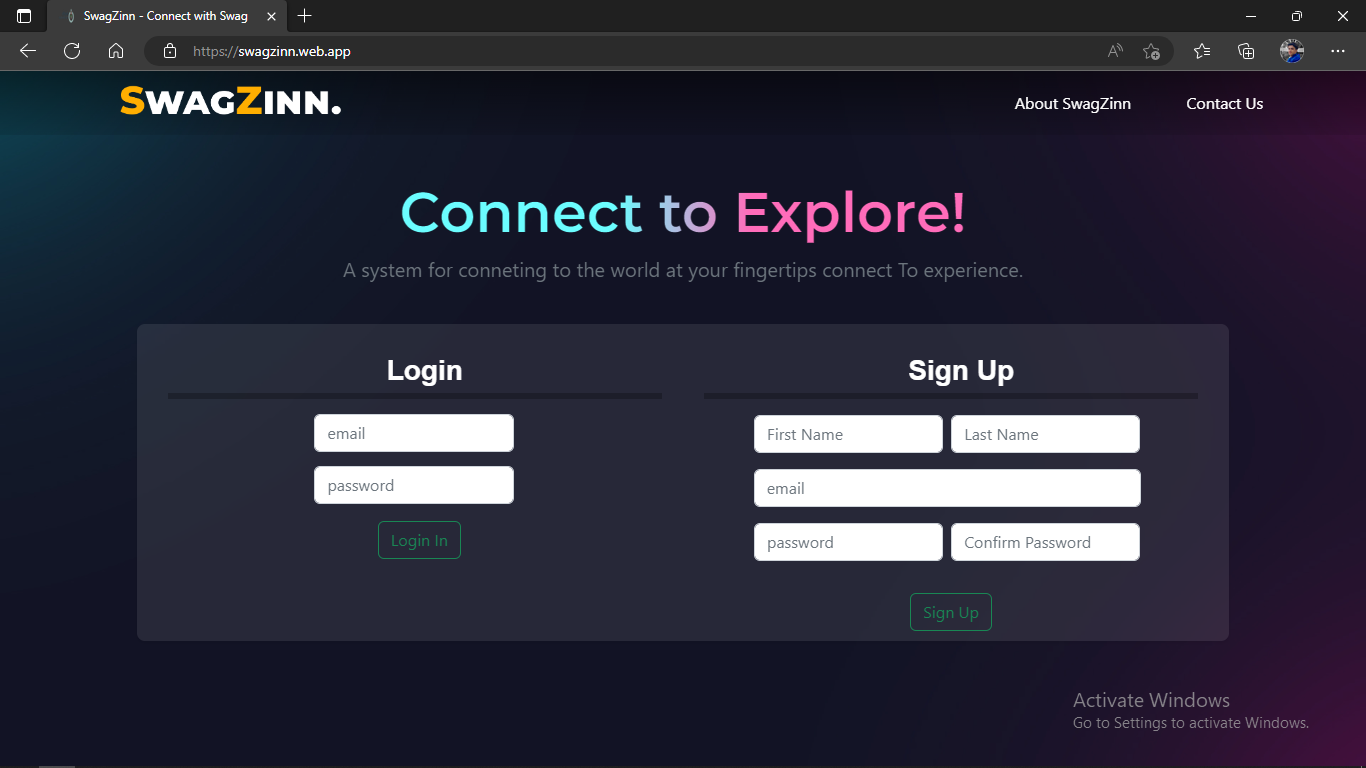 SwagZinn - Connect with Swag
https://swagzinn.web.app
SWAGZINN.
About SwagZinn
Contact Us
Connect to Explore!
A system for conneting to the world at your fingertips connect To experience.
Login
email
password
Login In
Sign Up
First Name
Last Name
email
password
Confirm Password
Sign Up
Activate Windows
Go to Settings to activate Windows.